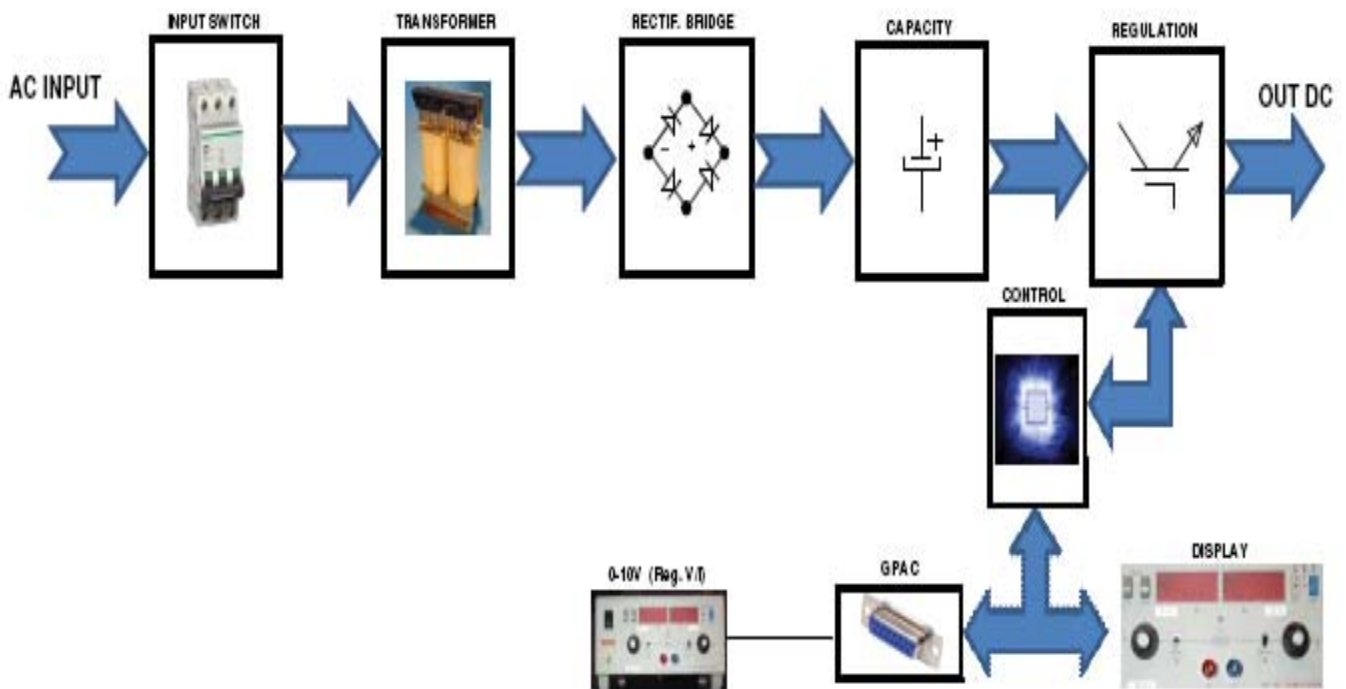 INPUT SWITCH
TRANSFORMER
RECTIF. BRIDGE
CAPACITY
REGULATION
AC INPUT
OUT DC
- +
+
CONTROL
0-10V (Reg. V/I)
GPAC
DISPLAY